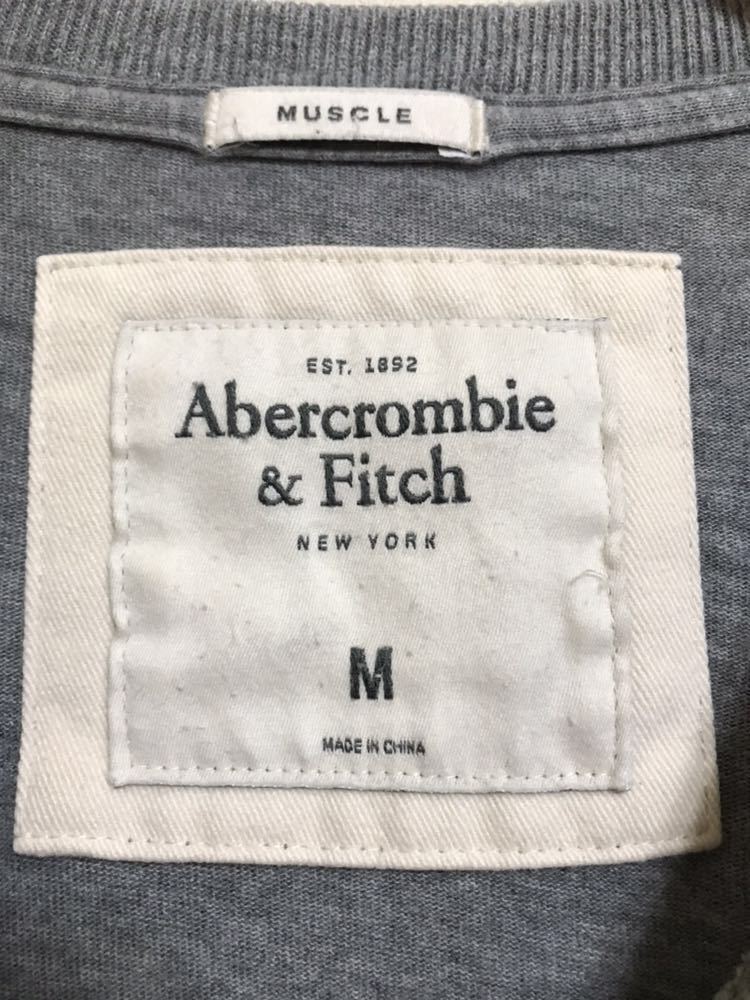 MUSCLE
EST. 1892
Abercrombie
& Fitch
NEW YORK
M
MADE IN CHINA